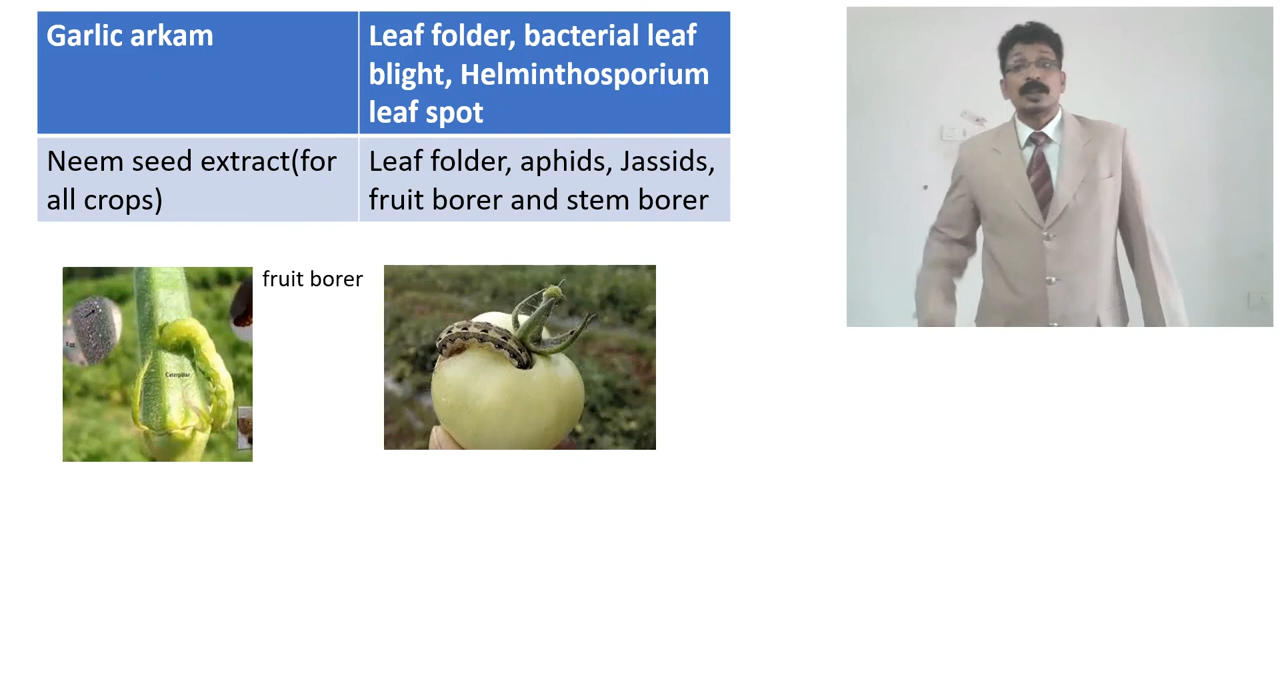 Garlic arkam
Leaf folder, bacterial leaf
blight, Helminthosporium
leaf spot
Neem seed extract(for
all crops)
Leaf folder, aphids, Jassids,
fruit borer and stem borer
fruit borer
Caterpillar